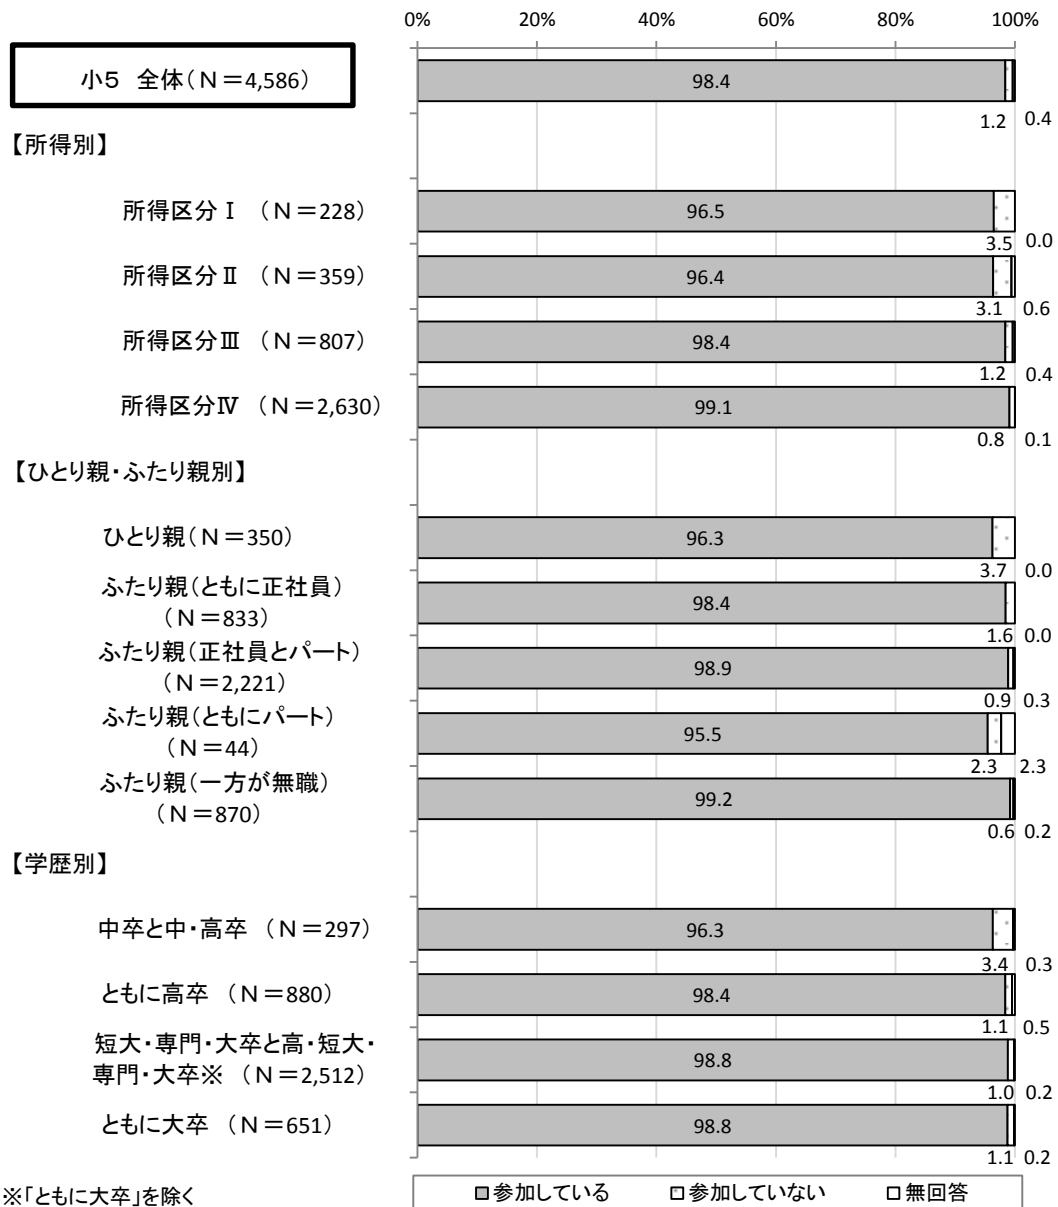 0% 20% 40% 60% 80% 100%
小5 全体(N=4,586) 98.4
1.2 0.4
【所得別】
所得区分Ⅰ (N=228) 96.5
3.5 0.0
所得区分Ⅱ (N=359) 96.4
3.1 0.6
所得区分Ⅲ (N=807) 98.4
1.2 0.4
所得区分Ⅳ (N=2,630) 99.1
0.8 0.1
【ひとり親・ふたり親別】
ひとり親(N=350) 96.3
3.7 0.0
ふたり親(ともに正社員)
(N=833) 98.4
1.6 0.0
ふたり親(正社員とパート)
(N=2,221) 98.9
0.9 0.3
ふたり親(ともにパート)
(N=44) 95.5
2.3 2.3
ふたり親(一方が無職)
(N=870) 99.2
0.6 0.2
【学歴別】
中卒と中・高卒 (N=297) 96.3
3.4 0.3
ともに高卒 (N=880) 98.4
1.1 0.5
短大・専門・大卒と高・短大・
専門・大卒※ (N=2,512) 98.8
1.0 0.2
ともに大卒 (N=651) 98.8
1.1 0.2
※「ともに大卒」を除く
参加している 参加していない 無回答